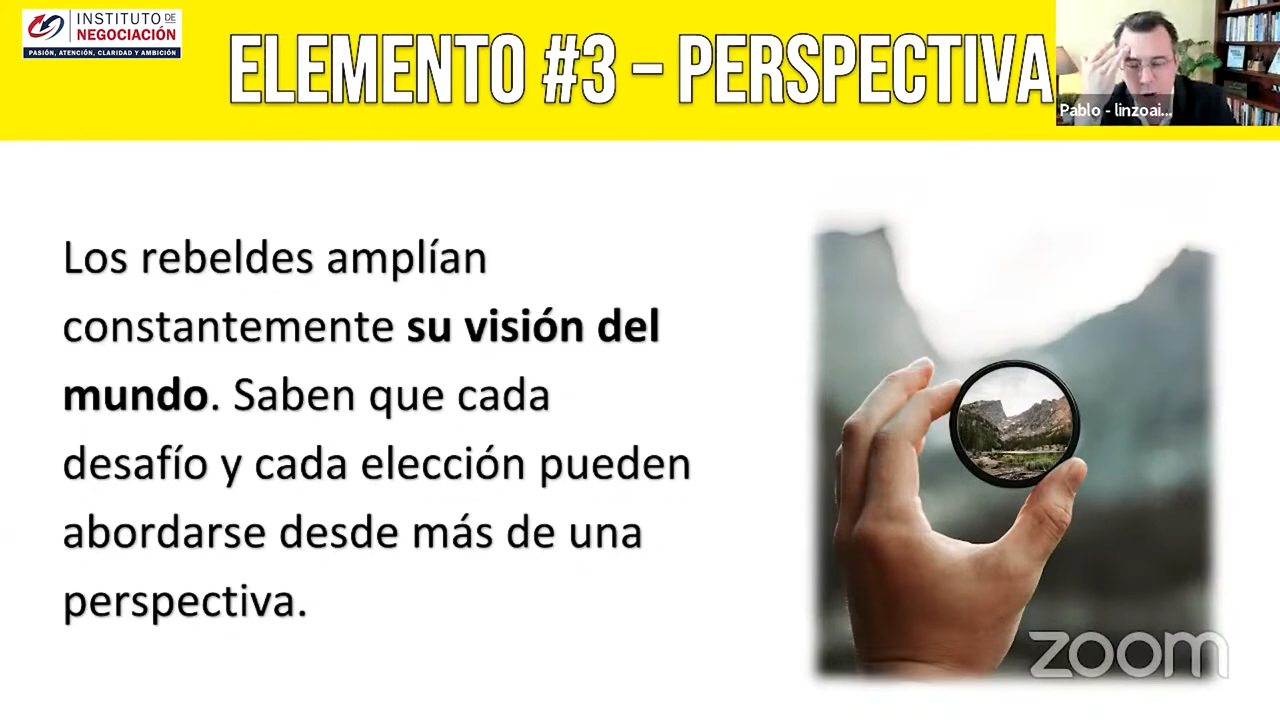 INSTITUTO DE
NEGOCIACIÓN
PASIÓN, ATENCIÓN, CLARIDAD Y AMBICIÓN
ELEMENTO #3 – PERSPECTIVA
Pablo - linzoai...
Los rebeldes amplían
constantemente su visión del
mundo. Saben que cada
desafío y cada elección pueden
abordarse desde más de una
perspectiva.
zoom